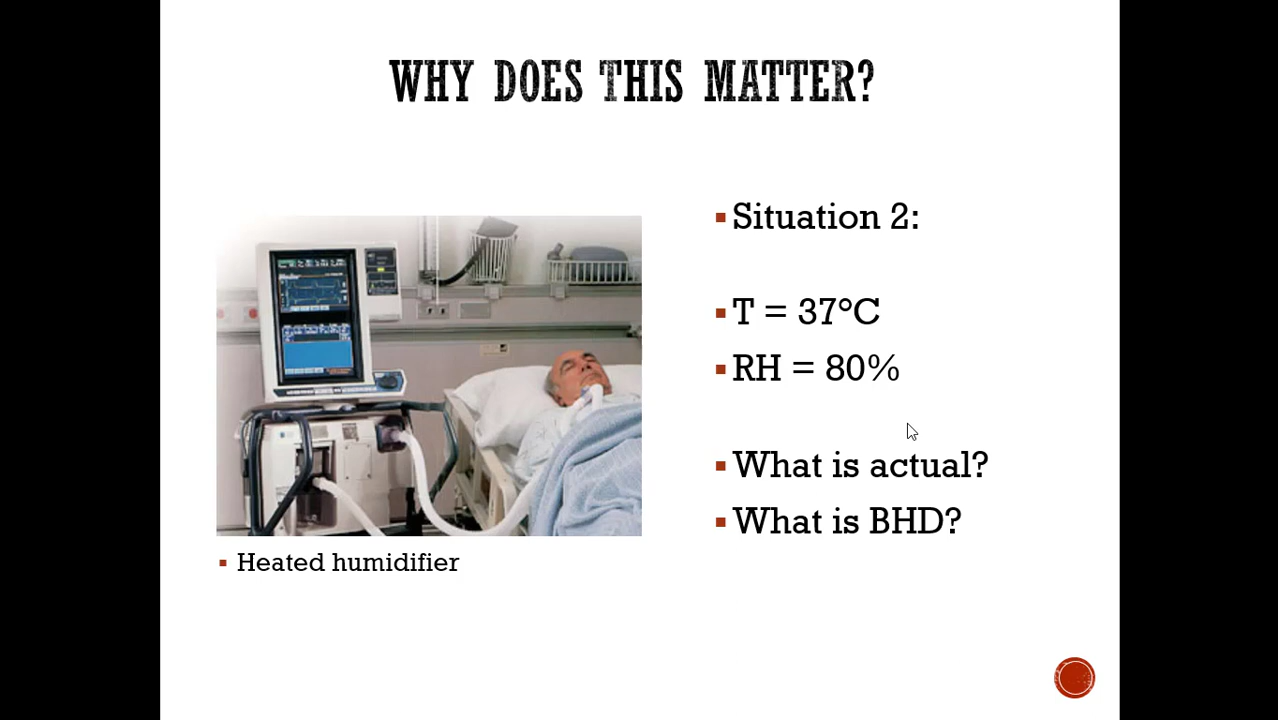 WHY DOES THIS MATTER?
Situation 2:
T = 37°C
RH = 80%
What is actual?
What is BHD?
Heated humidifier